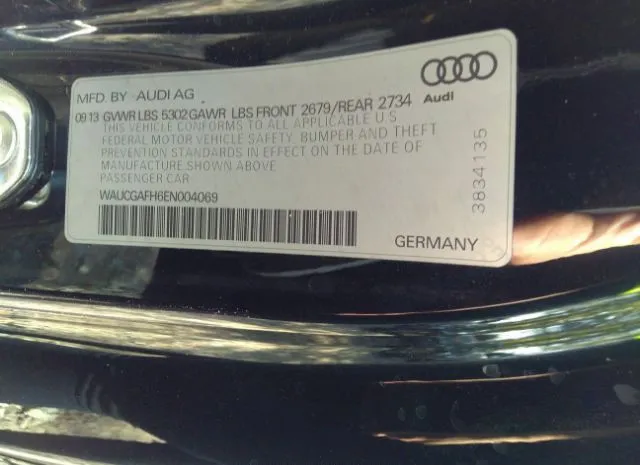 MFD. BY AUDI AG
0913 GVWR LBS 5302 GAWR LBS FRONT 2679/REAR 2734
THIS VEHICLE CONFORMS TO ALL APPLICABLE U.S
FEDERAL MOTOR VEHICLE SAFETY, BUMPER AND THEFT
PREVENTION STANDARDS IN EFFECT ON THE DATE OF
MANUFACTURE SHOWN ABOVE
PASSENGER CAR
WAUCGAFH6EN004069
GERMANY
Audi
3834135